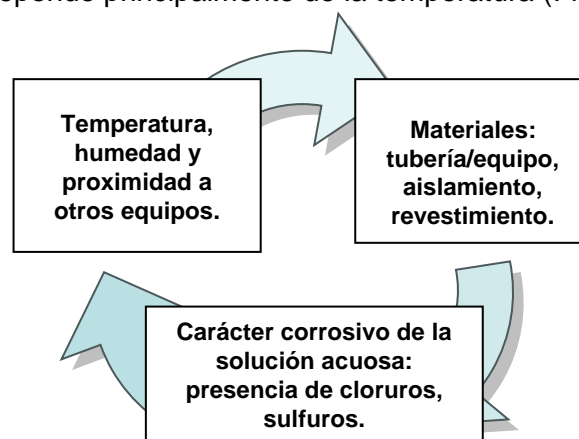 depende principalmente de la temperatura
Temperatura,
humedad y
proximidad a
otros equipos.
Materiales:
tubería/equipo,
aislamiento,
revestimiento.
Carácter corrosivo de la
solución acuosa:
presencia de cloruros,
sulfuros.